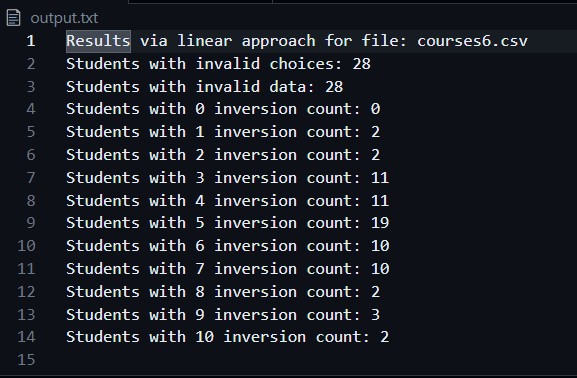 output.txt
1 Results via linear approach for file: courses6.csv
2 Students with invalid choices: 28
3 Students with invalid data: 28
4 Students with 0 inversion count: 0
5 Students with 1 inversion count: 2
6 Students with 2 inversion count: 2
7 Students with 3 inversion count: 11
8 Students with 4 inversion count: 11
9 Students with 5 inversion count: 19
10 Students with 6 inversion count: 10
11 Students with 7 inversion count: 10
12 Students with 8 inversion count: 2
13 Students with 9 inversion count: 3
14 Students with 10 inversion count: 2
15